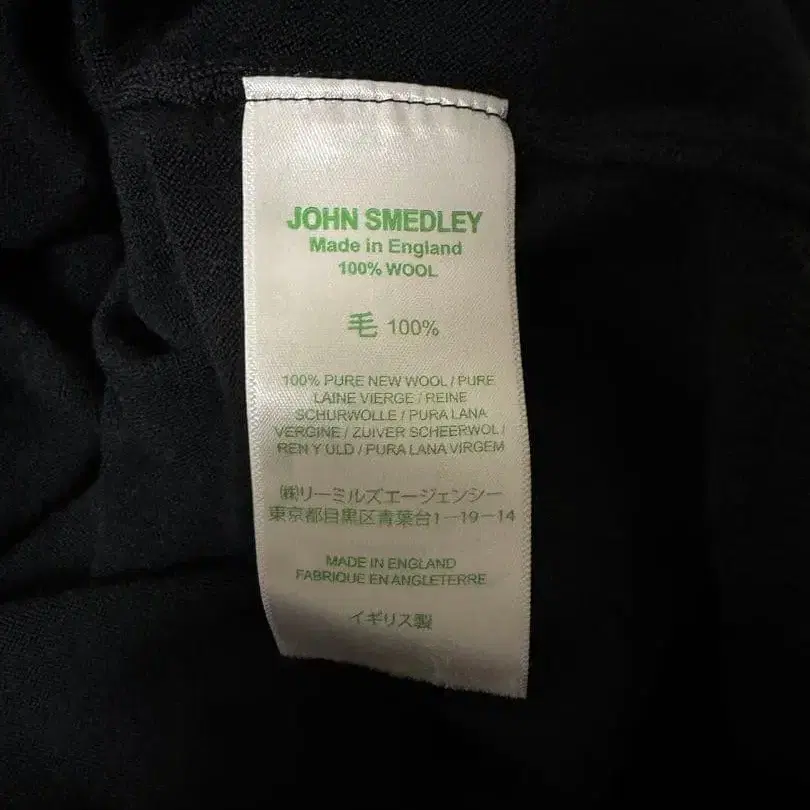 JOHN SMEDLEY
Made in England
100% WOOL
毛 100%
100% PURE NEW WOOL / PURE
LAINE VIERGE / REINE
SCHURWOLLE / PURA LANA
VERGINE / ZUIVER SCHEERWOL /
REN Y ULD / PURA LANA VIRGEM
㈱リーミルズエージェンシー
東京都目黒区青葉台1-19-14
MADE IN ENGLAND
FABRIQUE EN ANGLETERRE
イギリス製